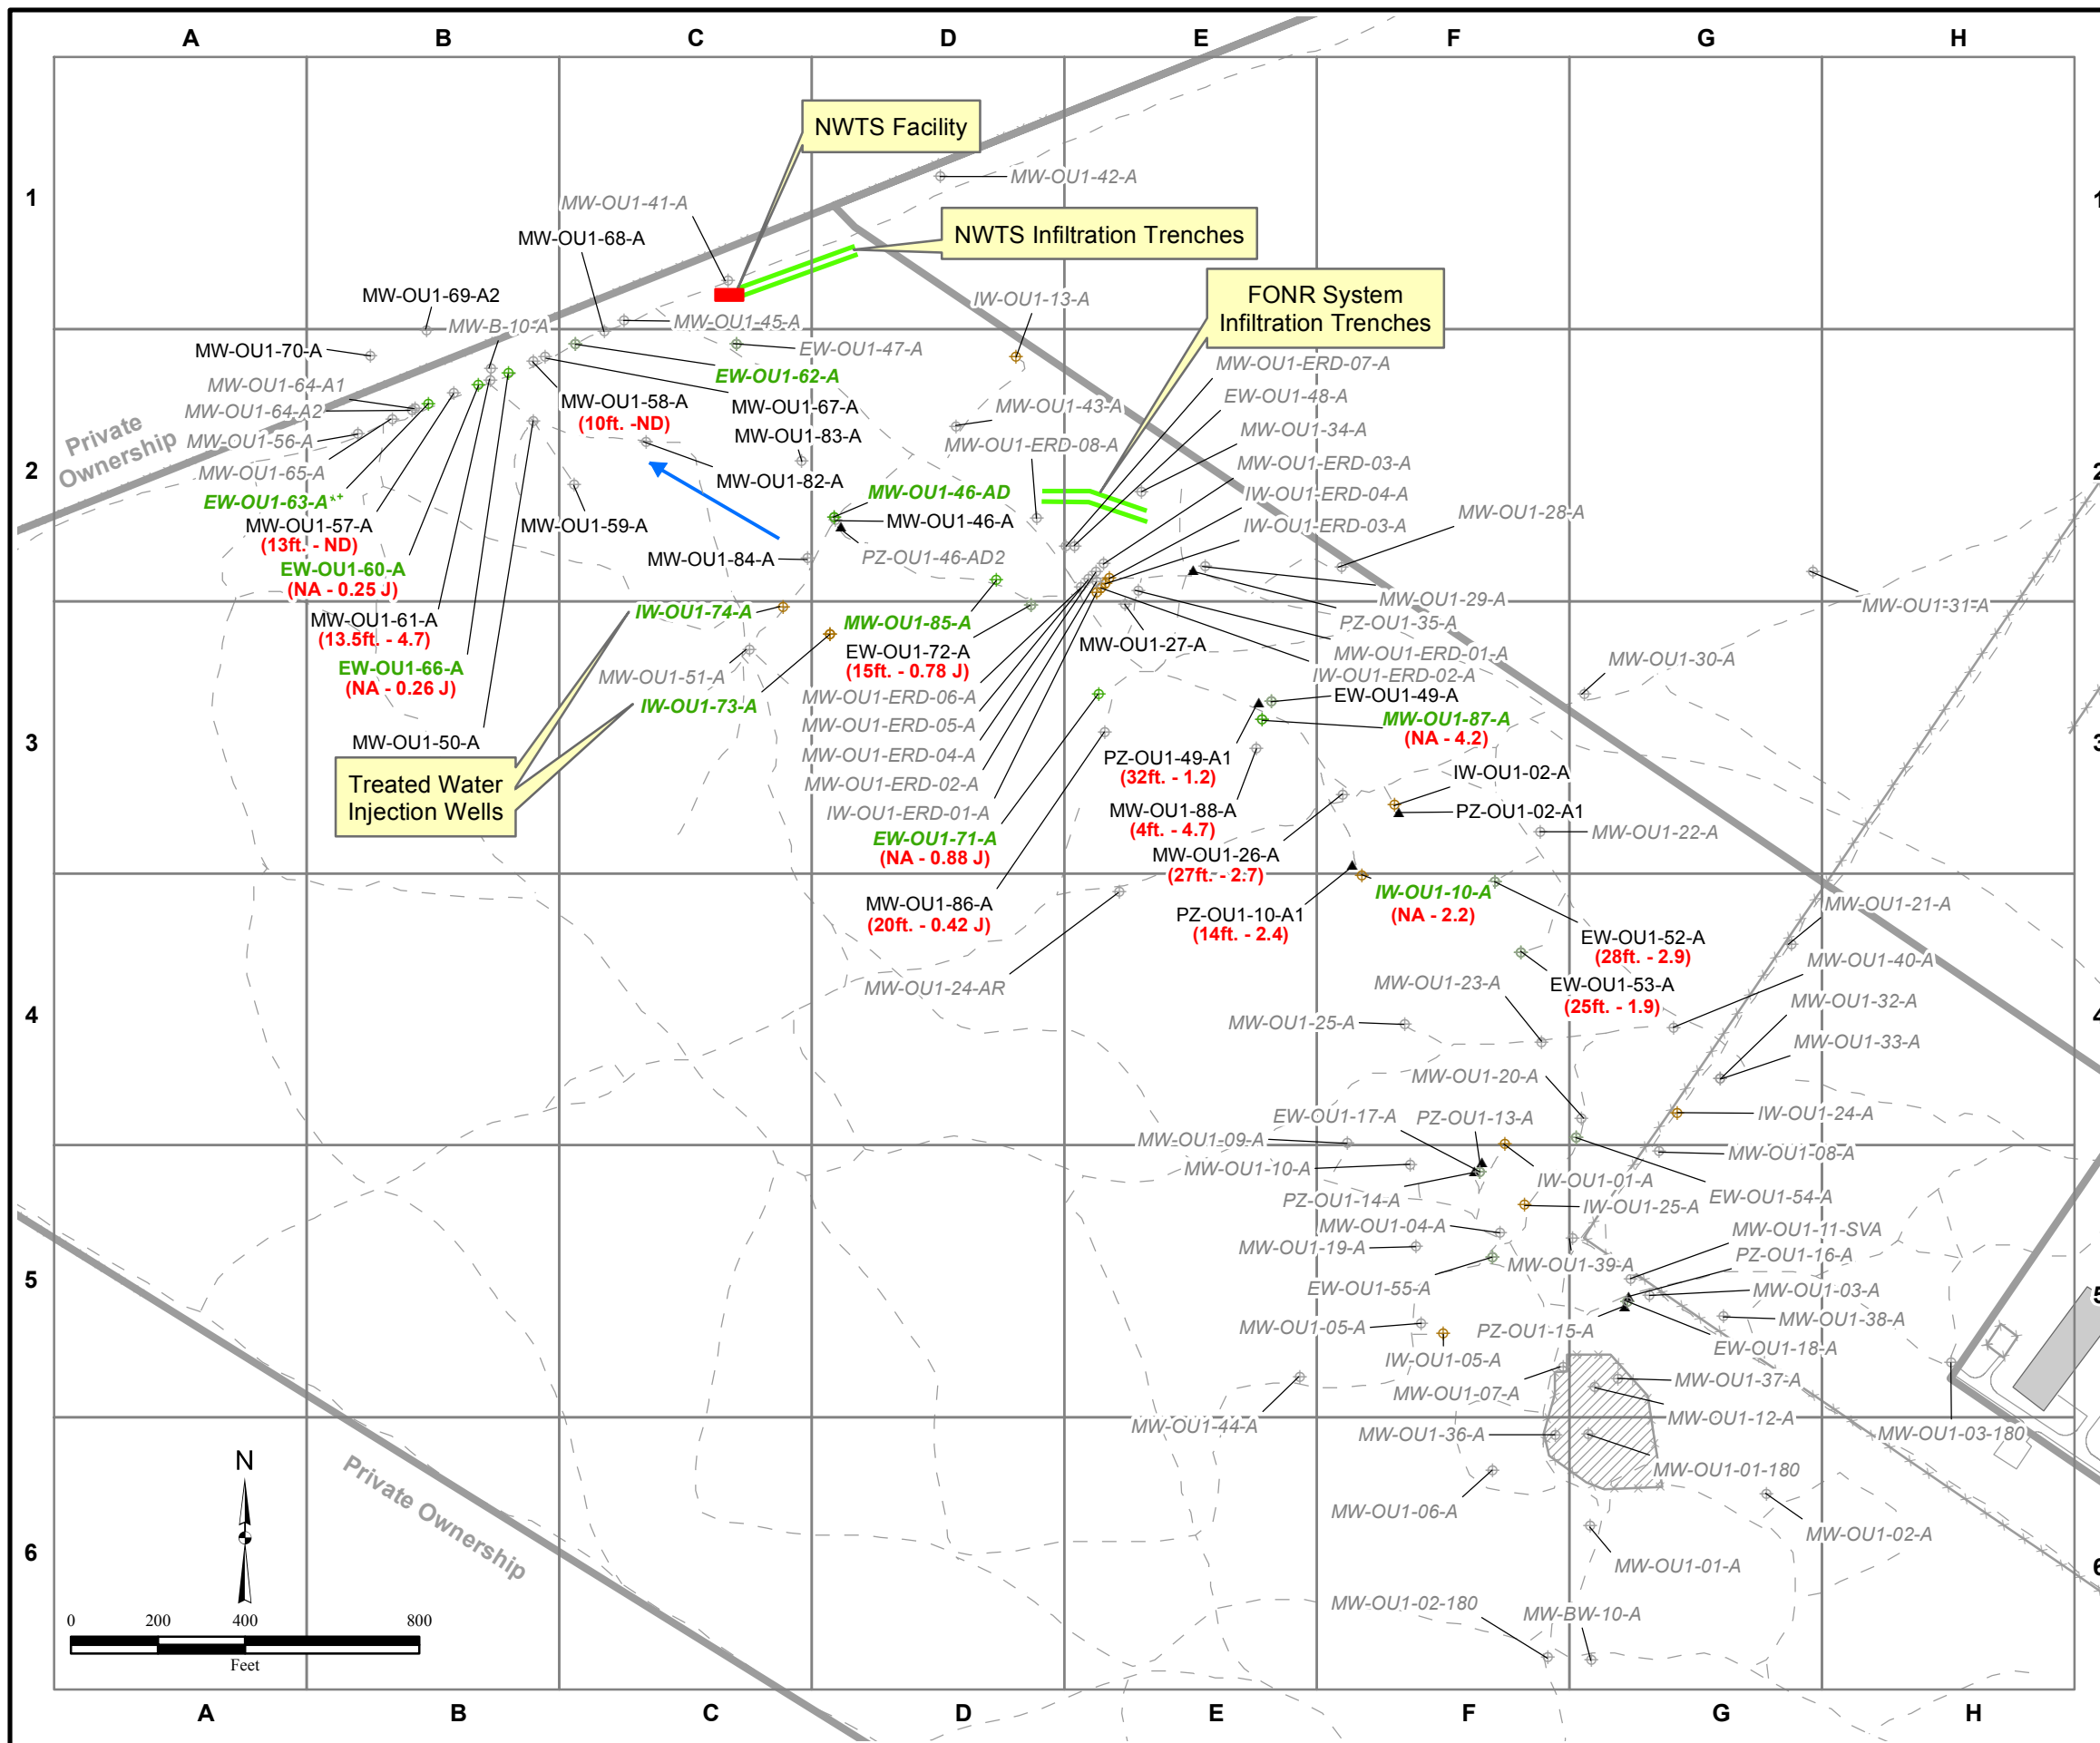 A B C D E F G H
1
1
NWTS Facility
MW-OU1-42-A
MW-OU1-41-A
MW-OU1-68-A
NWTS Infiltration Trenches
MW-OU1-69-A2
MW-B-10-A
MW-OU1-45-A
IW-OU1-13-A
FONR System
Infiltration Trenches
2
2
MW-OU1-70-A
EW-OU1-47-A
EW-OU1-62-A
MW-OU1-64-A1
MW-OU1-64-A2
MW-OU1-56-A
MW-OU1-65-A
Private
Ownership
MW-OU1-58-A
(10ft. -ND)
MW-OU1-67-A
MW-OU1-83-A
MW-OU1-82-A
MW-OU1-43-A
MW-OU1-ERD-08-A
MW-OU1-ERD-07-A
EW-OU1-48-A
MW-OU1-34-A
MW-OU1-ERD-03-A
IW-OU1-ERD-04-A
IW-OU1-ERD-03-A
MW-OU1-28-A
EW-OU1-63-A
MW-OU1-57-A
(13ft. - ND)
MW-OU1-59-A
MW-OU1-46-AD
MW-OU1-46-A
PZ-OU1-46-AD2
MW-OU1-84-A
EW-OU1-60-A
(NA - 0.25 J)
MW-OU1-61-A
(13.5ft. - 4.7)
EW-OU1-66-A
(NA - 0.26 J)
MW-OU1-50-A
IW-OU1-74-A
MW-OU1-85-A
MW-OU1-29-A
MW-OU1-31-A
PZ-OU1-35-A
MW-OU1-27-A
MW-OU1-ERD-01-A
IW-OU1-ERD-02-A
MW-OU1-30-A
3
3
EW-OU1-72-A
(15ft. - 0.78 J)
MW-OU1-51-A
IW-OU1-73-A
Treated Water
Injection Wells
MW-OU1-ERD-06-A
MW-OU1-ERD-05-A
MW-OU1-ERD-04-A
MW-OU1-ERD-02-A
IW-OU1-ERD-01-A
EW-OU1-71-A
(NA - 0.88 J)
EW-OU1-49-A
MW-OU1-87-A
(NA - 4.2)
PZ-OU1-49-A1
(32ft. - 1.2)
MW-OU1-88-A
(4ft. - 4.7)
MW-OU1-26-A
(27ft. - 2.7)
IW-OU1-02-A
PZ-OU1-02-A1
MW-OU1-22-A
4
4
MW-OU1-86-A
(20ft. - 0.42 J)
PZ-OU1-10-A1
(14ft. - 2.4)
IW-OU1-10-A
(NA - 2.2)
EW-OU1-52-A
(28ft. - 2.9)
EW-OU1-53-A
(25ft. - 1.9)
MW-OU1-21-A
MW-OU1-40-A
MW-OU1-32-A
MW-OU1-33-A
MW-OU1-24-AR
MW-OU1-23-A
MW-OU1-25-A
MW-OU1-20-A
EW-OU1-17-A
PZ-OU1-13-A
IW-OU1-24-A
5
5
MW-OU1-09-A
MW-OU1-10-A
MW-OU1-08-A
PZ-OU1-14-A
IW-OU1-01-A
EW-OU1-54-A
IW-OU1-25-A
MW-OU1-04-A
MW-OU1-19-A
MW-OU1-11-SVA
PZ-OU1-16-A
MW-OU1-39-A
EW-OU1-55-A
MW-OU1-03-A
MW-OU1-05-A
PZ-OU1-15-A
MW-OU1-38-A
EW-OU1-18-A
IW-OU1-05-A
MW-OU1-07-A
MW-OU1-37-A
6
6
MW-OU1-44-A
MW-OU1-12-A
MW-OU1-36-A
MW-OU1-03-180
MW-OU1-01-180
MW-OU1-06-A
MW-OU1-02-A
MW-OU1-01-A
MW-OU1-02-180
MW-BW-10-A
Private Ownership
N
0 200 400 800
Feet
A B C D E F G H